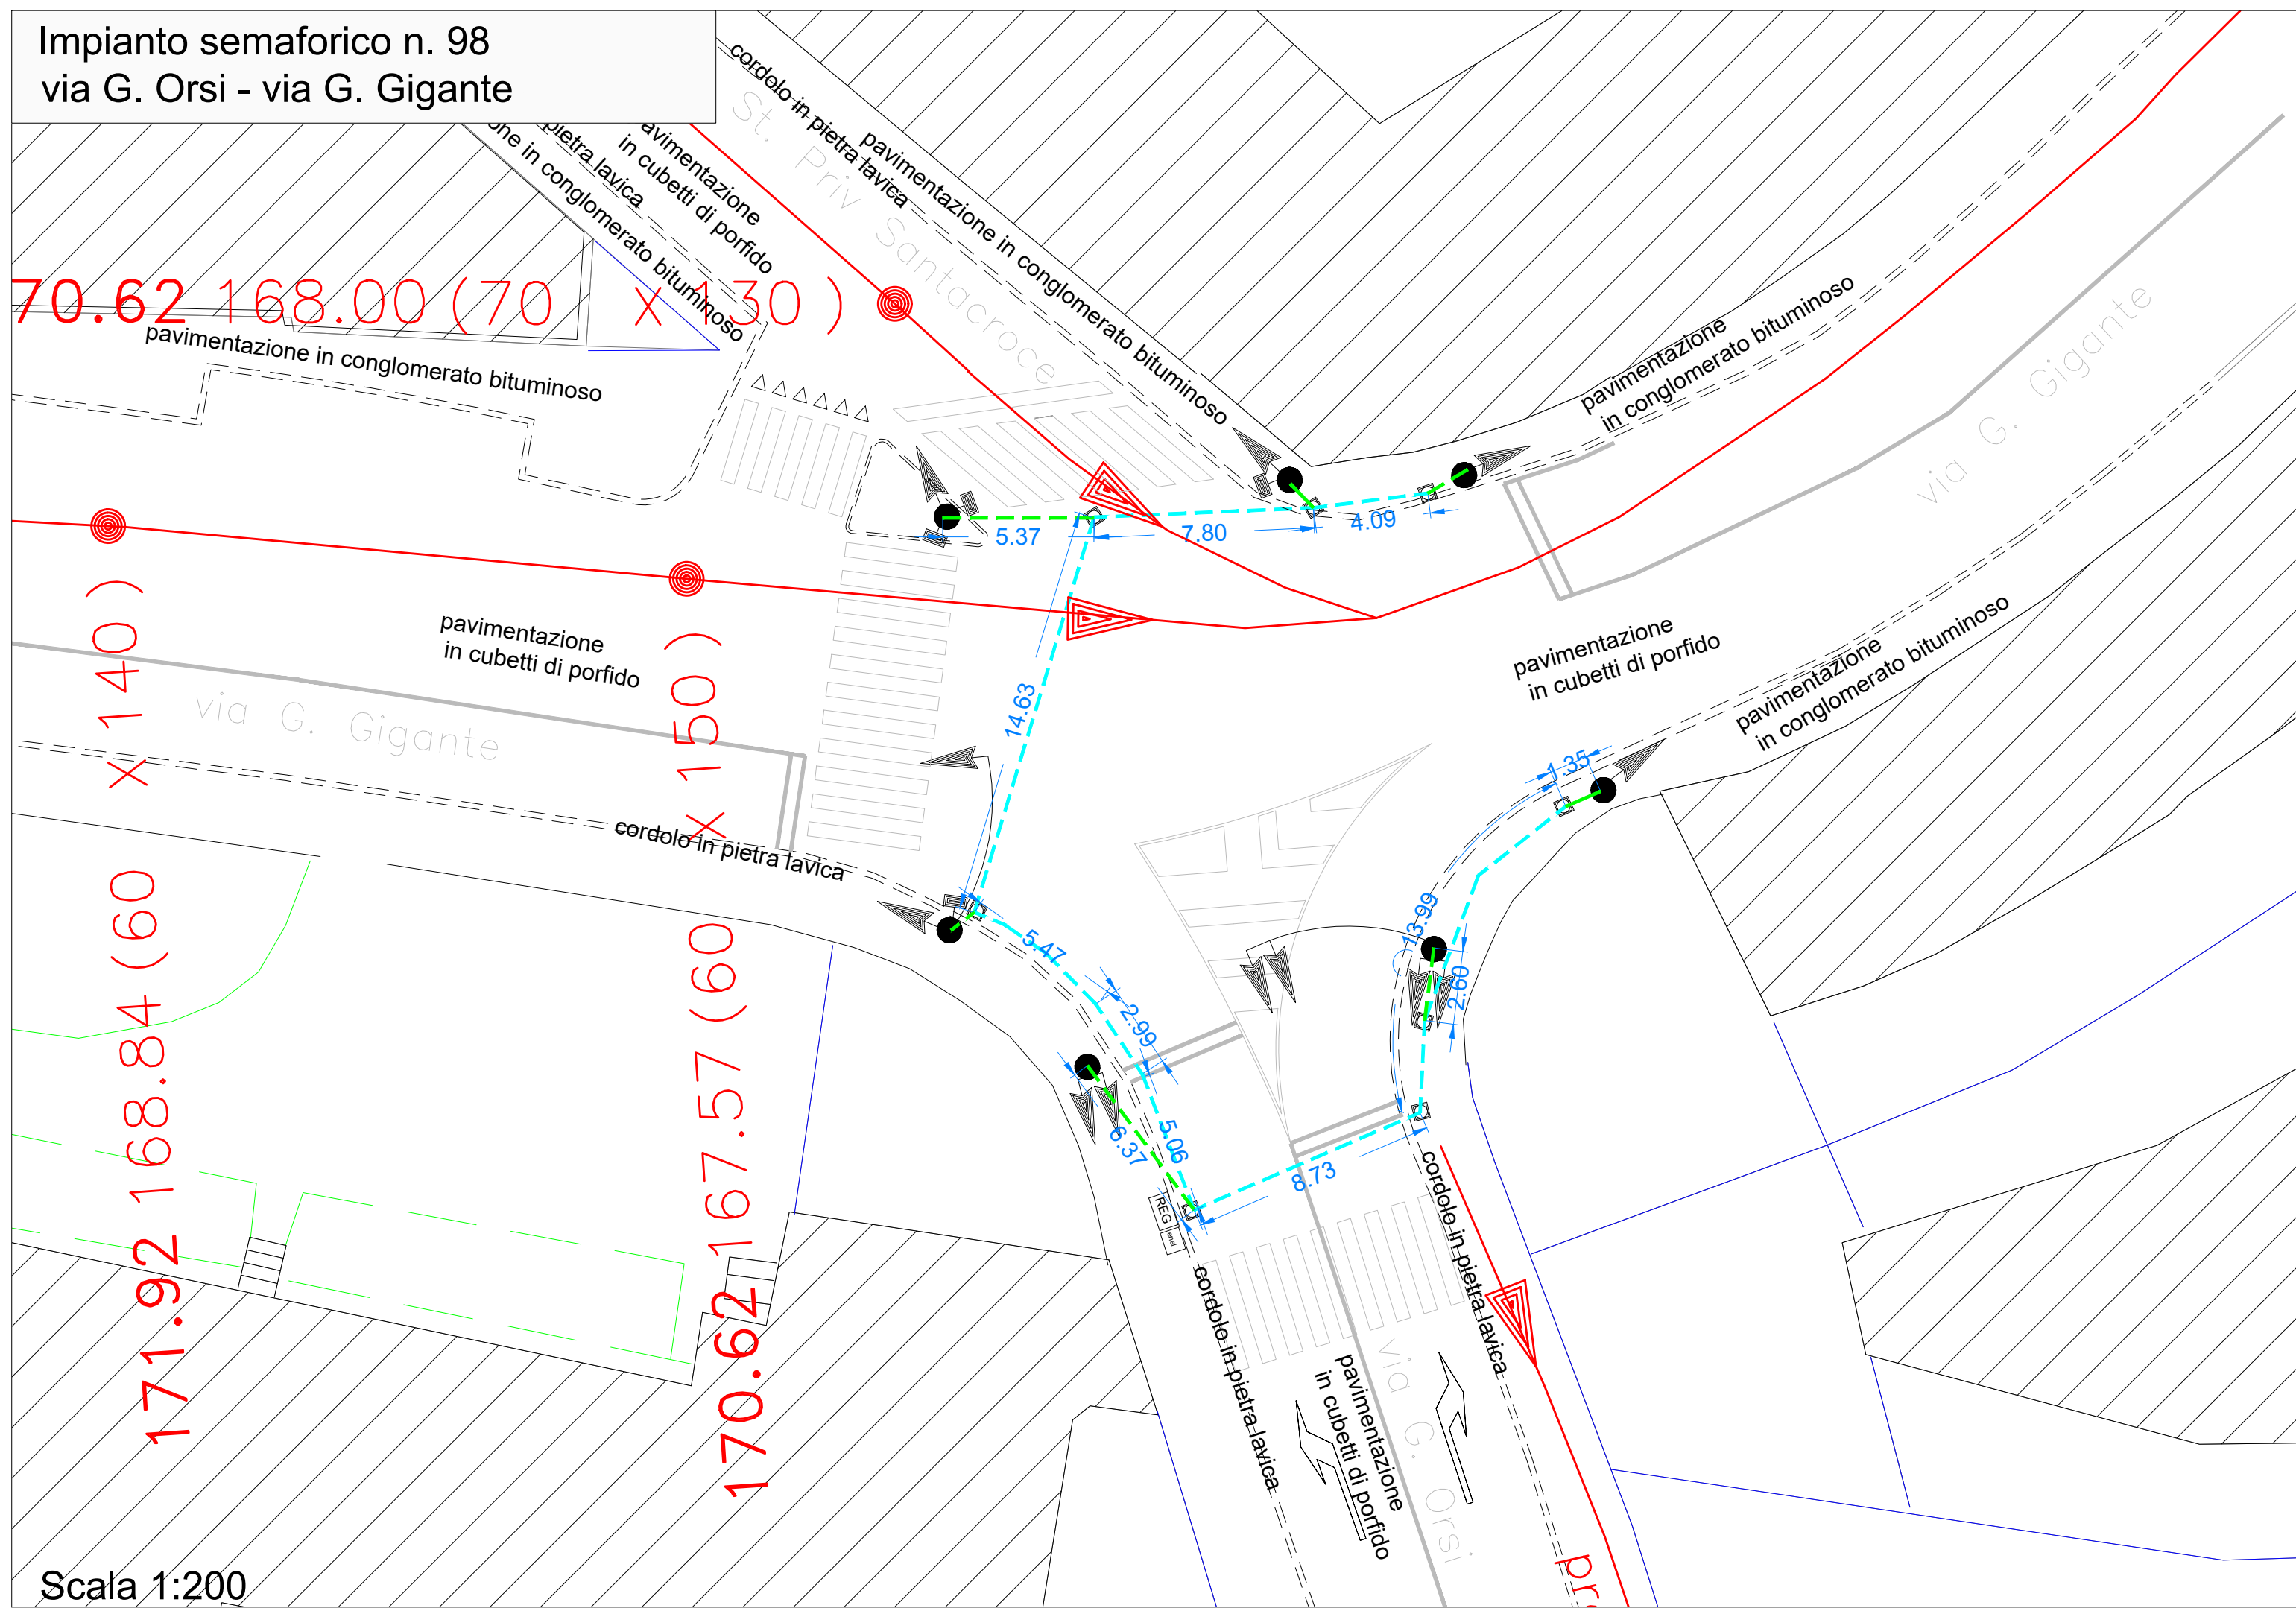 Impianto semaforico n. 98
via G. Orsi - via G. Gigante
cordolo in pietra lavica
pavimentazione in conglomerato bituminoso
St. Priv Santacroce
in cubetti di porfido
pietra lavica
in conglomerato bituminoso
70.62 168.00 (70 X 130 )
pavimentazione in conglomerato bituminoso
pavimentazione
in conglomerato bituminoso
via G. Gigante
5.37
7.80
4.09
pavimentazione
in cubetti di porfido
via G. Gigante
14.63
pavimentazione
in cubetti di porfido
pavimentazione
in conglomerato bituminoso
1.35
cordolo in pietra lavica
171.92 168.84 (60 X 140 )
170.62 167.57 (60 X 150 )
5.47
13.99
2.60
2.99
5.06
6.37
8.73
REG
enel
cordolo in pietra lavica
cordolo in pietra lavica
pavimentazione
in cubetti di porfido
via G. Orsi
Scala 1:200